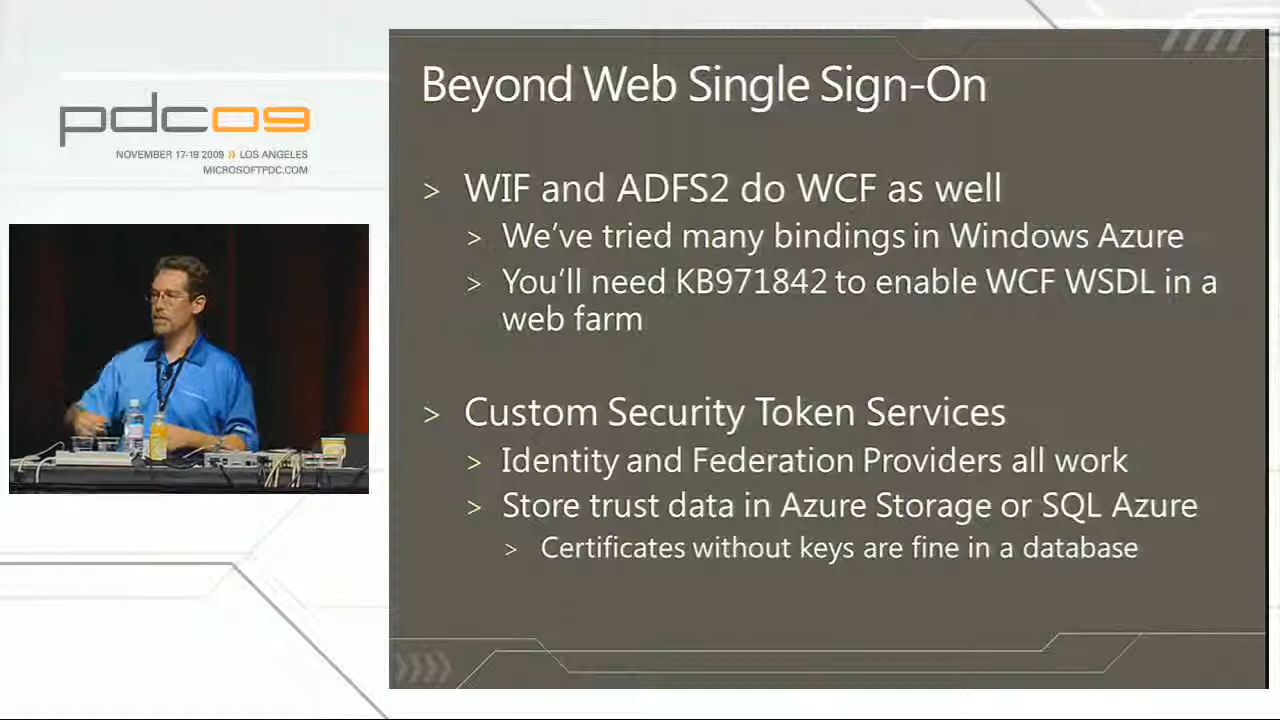 pdc09
NOVEMBER 17-19 2009 » LOS ANGELES
MICROSOFTPDC.COM
Beyond Web Single Sign-On
> WIF and ADFS2 do WCF as well
> We've tried many bindings in Windows Azure
> You'll need KB971842 to enable WCF WSDL in a
web farm
> Custom Security Token Services
> Identity and Federation Providers all work
> Store trust data in Azure Storage or SQL Azure
> Certificates without keys are fine in a database